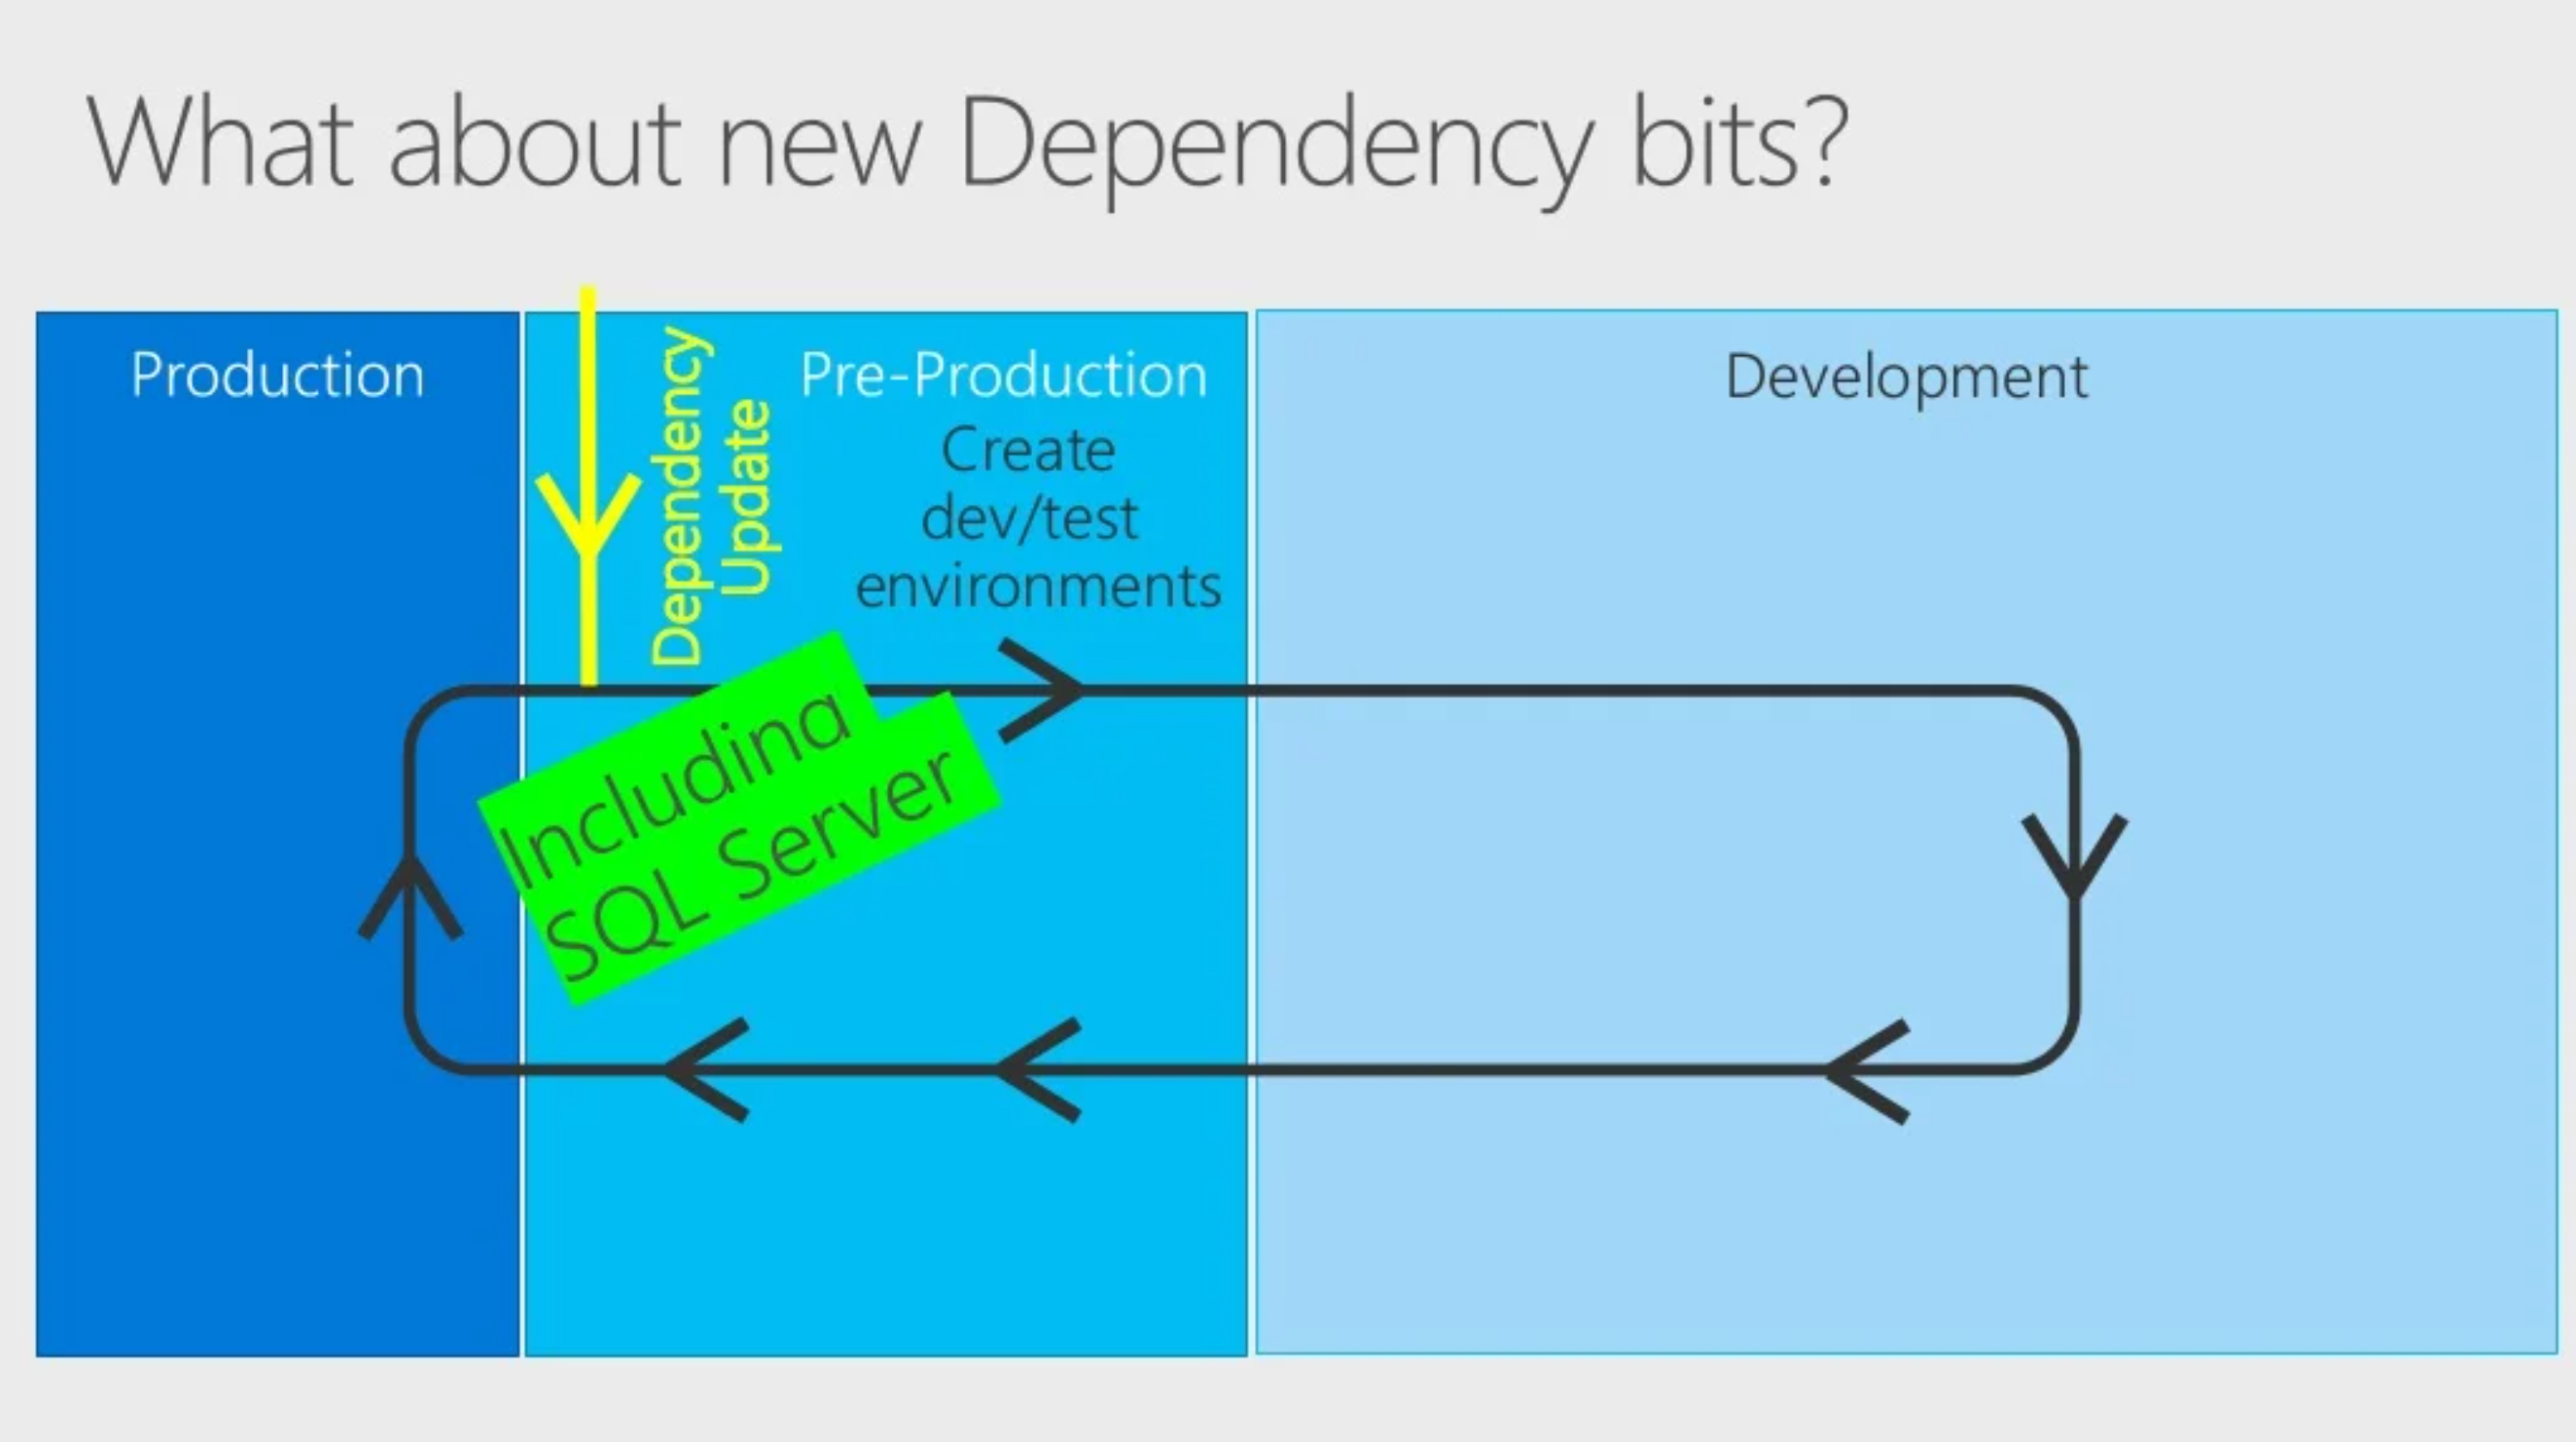 What about new Dependency bits?
Production
Dependency
Update
Pre-Production
Create
dev/test
environments
Development
Including
SQL Server